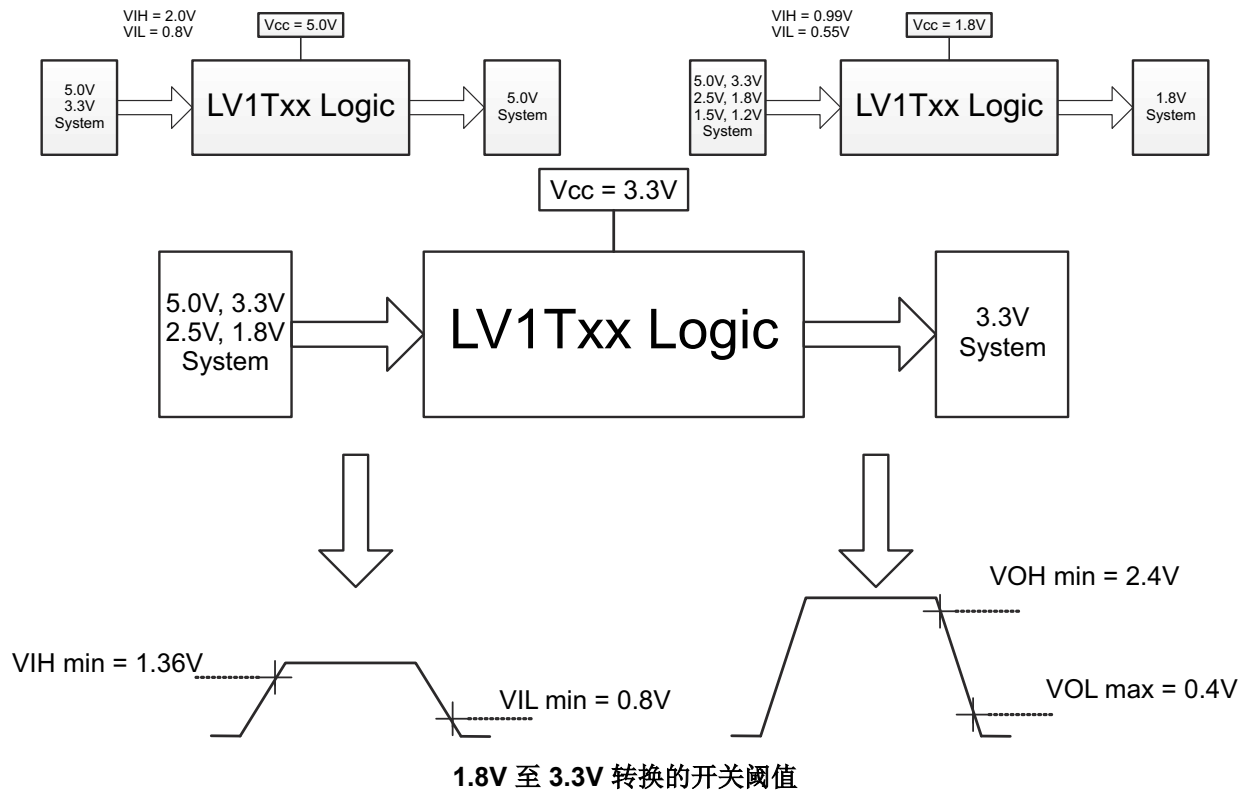 VIH = 2.0V
VIL = 0.8V
Vcc = 5.0V
5.0V
3.3V
System
LV1Txx Logic
5.0V
System
VIH = 0.99V
VIL = 0.55V
Vcc = 1.8V
5.0V, 3.3V
2.5V, 1.8V
1.5V, 1.2V
System
LV1Txx Logic
1.8V
System
Vcc = 3.3V
5.0V, 3.3V
2.5V, 1.8V
System
LV1Txx Logic
3.3V
System
VIH min = 1.36V
VIL min = 0.8V
VOH min = 2.4V
VOL max = 0.4V
1.8V 至 3.3V 转换的开关阈值